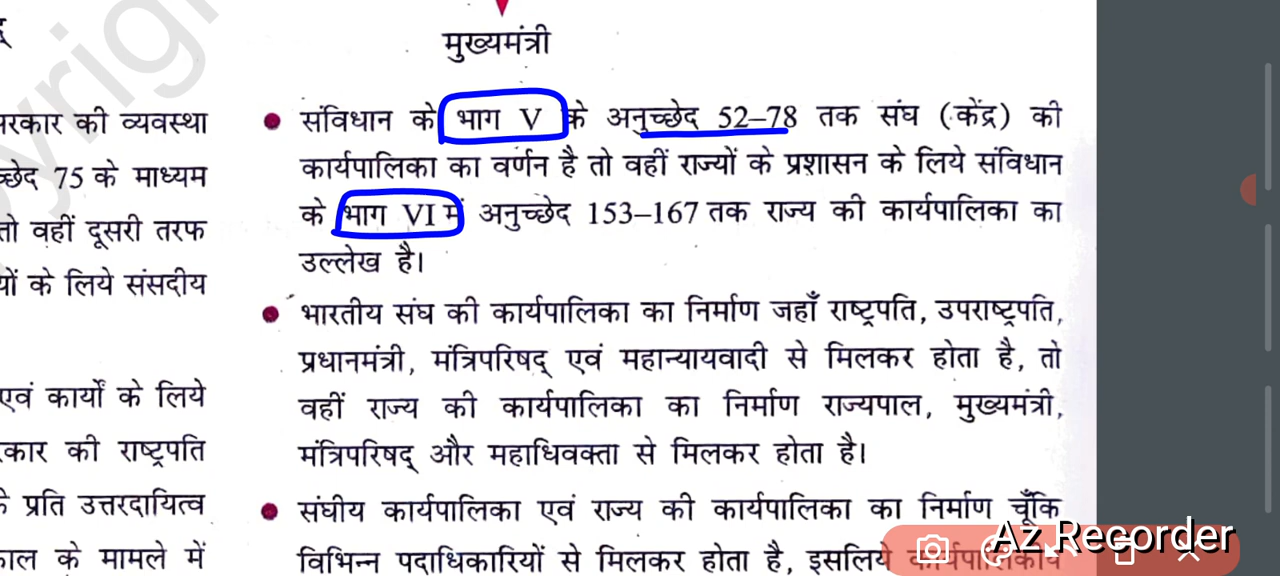 मुख्यमंत्री
की व्यवस्था
75 के माध्यम
तो वहीं दूसरी तरफ
के लिये संसदीय
एवं कार्यों के लिये
की राष्ट्रपति
प्रति उत्तरदायित्व
के मामले में
• संविधान के भाग V के अनुच्छेद 52–78 तक संघ (केंद्र) की
कार्यपालिका का वर्णन है तो वहीं राज्यों के प्रशासन के लिये संविधान
के भाग VI में अनुच्छेद 153–167 तक राज्य की कार्यपालिका का
उल्लेख है।
• भारतीय संघ की कार्यपालिका का निर्माण जहाँ राष्ट्रपति, उपराष्ट्रपति,
प्रधानमंत्री, मंत्रिपरिषद् एवं महान्यायवादी से मिलकर होता है, तो
वहीं राज्य की कार्यपालिका का निर्माण राज्यपाल, मुख्यमंत्री,
मंत्रिपरिषद् और महाधिवक्ता से मिलकर होता है।
• संघीय कार्यपालिका एवं राज्य की कार्यपालिका का निर्माण चूँकि
विभिन्न पदाधिकारियों से मिलकर होता है, इसलिये
Az Recorder